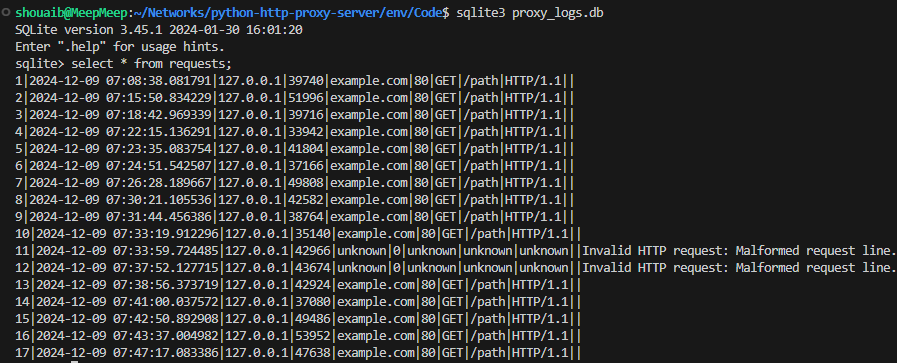 shouaib@MeepMeep:~/Networks/python-http-proxy-server/env/Code$ sqlite3 proxy_logs.db
SQLite version 3.45.1 2024-01-30 16:01:20
Enter ".help" for usage hints.
sqlite> select * from requests;
1|2024-12-09 07:08:38.081791|127.0.0.1|39740|example.com|80|GET|/path|HTTP/1.1||
2|2024-12-09 07:15:50.834229|127.0.0.1|51996|example.com|80|GET|/path|HTTP/1.1||
3|2024-12-09 07:18:42.969339|127.0.0.1|39716|example.com|80|GET|/path|HTTP/1.1||
4|2024-12-09 07:22:15.136291|127.0.0.1|33942|example.com|80|GET|/path|HTTP/1.1||
5|2024-12-09 07:23:35.083754|127.0.0.1|41804|example.com|80|GET|/path|HTTP/1.1||
6|2024-12-09 07:24:51.542507|127.0.0.1|37166|example.com|80|GET|/path|HTTP/1.1||
7|2024-12-09 07:26:28.189667|127.0.0.1|49808|example.com|80|GET|/path|HTTP/1.1||
8|2024-12-09 07:30:21.105536|127.0.0.1|42582|example.com|80|GET|/path|HTTP/1.1||
9|2024-12-09 07:31:44.456386|127.0.0.1|38764|example.com|80|GET|/path|HTTP/1.1||
10|2024-12-09 07:33:19.912296|127.0.0.1|35140|example.com|80|GET|/path|HTTP/1.1||
11|2024-12-09 07:33:59.724485|127.0.0.1|42966|unknown|0|unknown|unknown|unknown||Invalid HTTP request: Malformed request line.
12|2024-12-09 07:37:52.127715|127.0.0.1|43674|unknown|0|unknown|unknown|unknown||Invalid HTTP request: Malformed request line.
13|2024-12-09 07:38:56.373719|127.0.0.1|42924|example.com|80|GET|/path|HTTP/1.1||
14|2024-12-09 07:41:00.037572|127.0.0.1|37080|example.com|80|GET|/path|HTTP/1.1||
15|2024-12-09 07:42:50.892908|127.0.0.1|49486|example.com|80|GET|/path|HTTP/1.1||
16|2024-12-09 07:43:37.004982|127.0.0.1|53952|example.com|80|GET|/path|HTTP/1.1||
17|2024-12-09 07:47:17.083386|127.0.0.1|47638|example.com|80|GET|/path|HTTP/1.1||